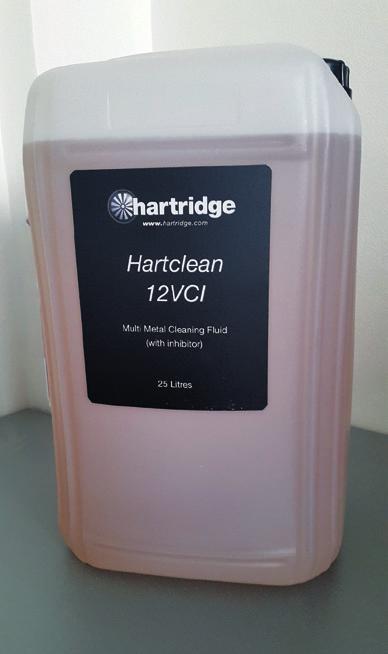 hartridge
www.hartridge.com
Hartclean
12VCI
Multi Metal Cleaning Fluid
(with inhibitor)
25 Litres